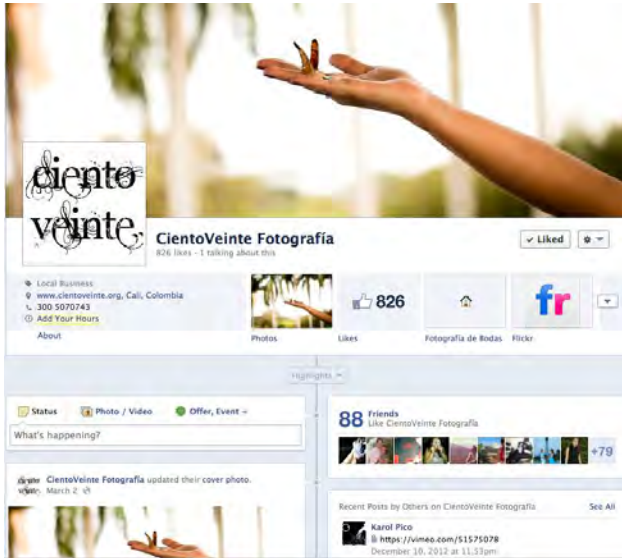 ciento
veinte.
CientoVeinte Fotografía
826 likes · 1 talking about this
✓ Liked
Local Business
www.cientoveinte.org, Cali, Colombia
300 5070743
Add Your Hours
About
826
fr
Photos
Likes
Fotografía de Bodas
Flickr
Highlights
Status
Photo / Video
Offer, Event +
What's happening?
88 Friends
Like CientoVeinte Fotografía
+79
CientoVeinte Fotografía updated their cover photo.
March 2
Recent Posts by Others on CientoVeinte Fotografía
See All
Karol Pico
https://vimeo.com/51575078
December 10, 2012 at 11:53pm